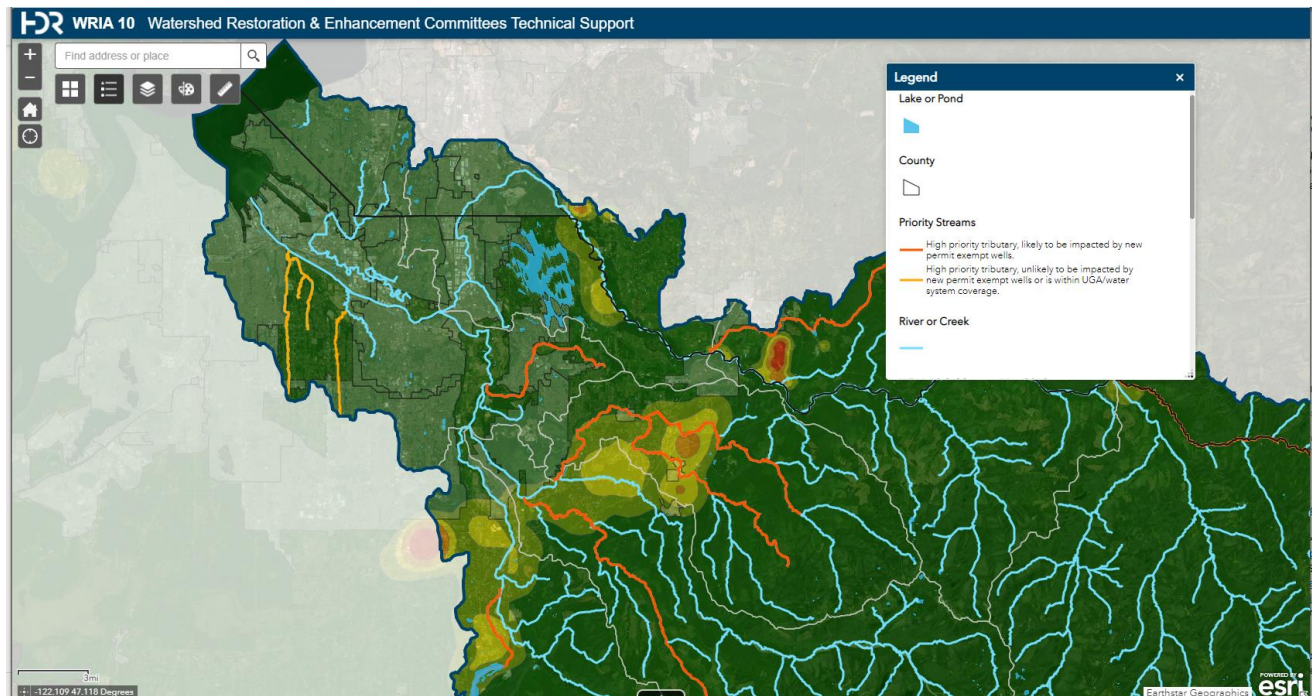 HDR WRIA 10 Watershed Restoration & Enhancement Committees Technical Support
+
Find address or place
−
Legend
×
Lake or Pond
County
Priority Streams
High priority tributary, likely to be impacted by new
permit exempt wells.
High priority tributary, unlikely to be impacted by
new permit exempt wells or is within UGA/water
system coverage.
River or Creek
3mi
-122.109 47.118 Degrees
Earthstar Geographics
POWERED BY
esri